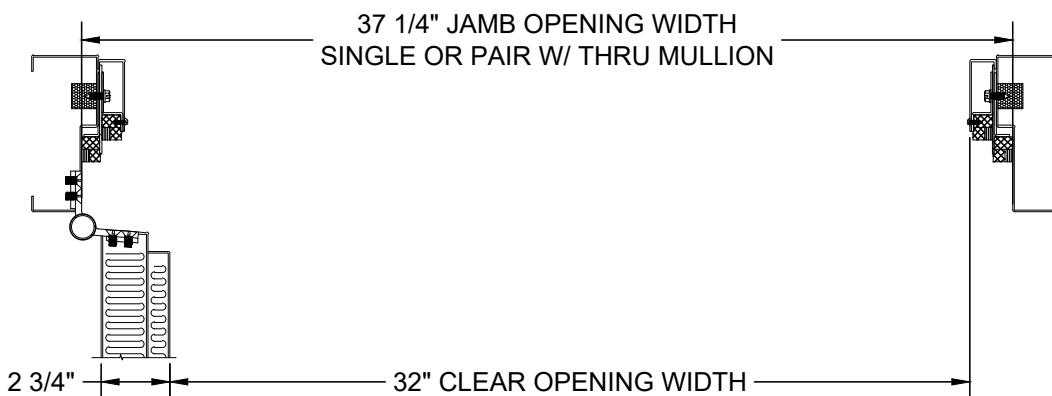 37 1/4" JAMB OPENING WIDTH
SINGLE OR PAIR W/ THRU MULLION
2 3/4"
32" CLEAR OPENING WIDTH